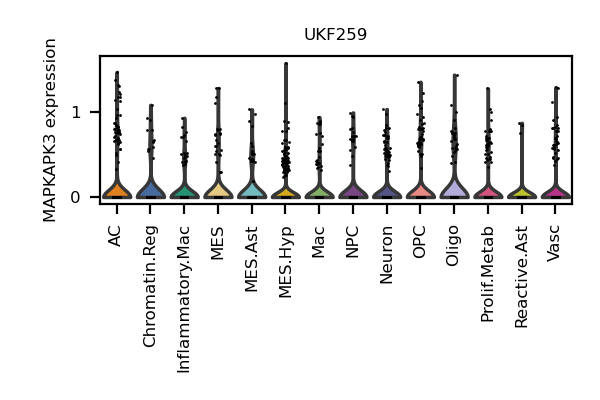 UKF259
MAPKAPK3 expression
1
0
AC
Chromatin.Reg
Inflammatory.Mac
MES
MES.Ast
MES.Hyp
Mac
NPC
Neuron
OPC
Oligo
Prolif.Metab
Reactive.Ast
Vasc